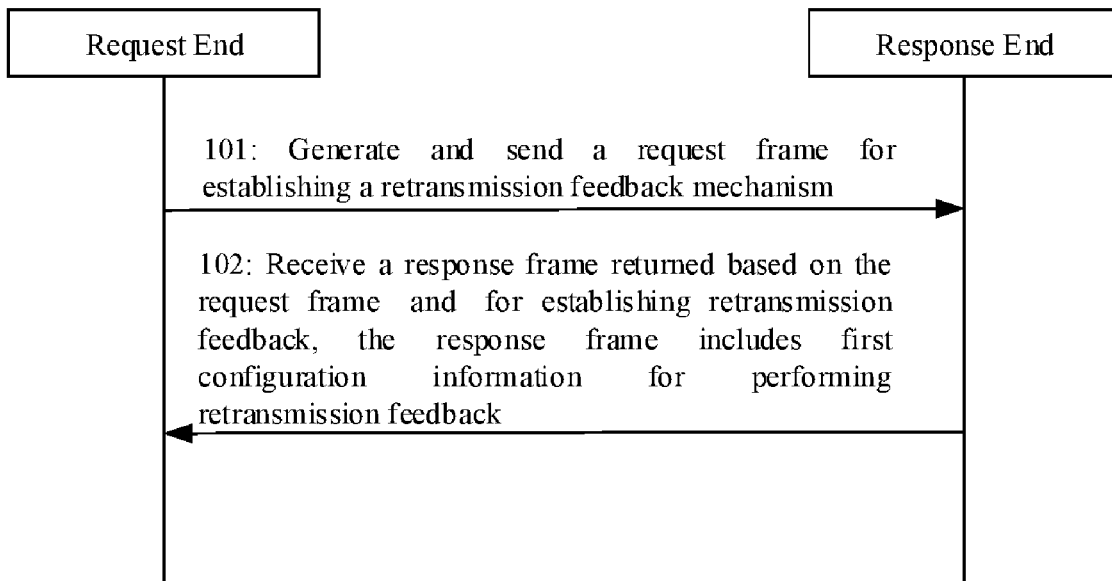 Request End
Response End
101: Generate and send a request frame for
establishing a retransmission feedback mechanism
102: Receive a response frame returned based on the
request frame and for establishing retransmission
feedback, the response frame includes first
configuration information for performing
retransmission feedback